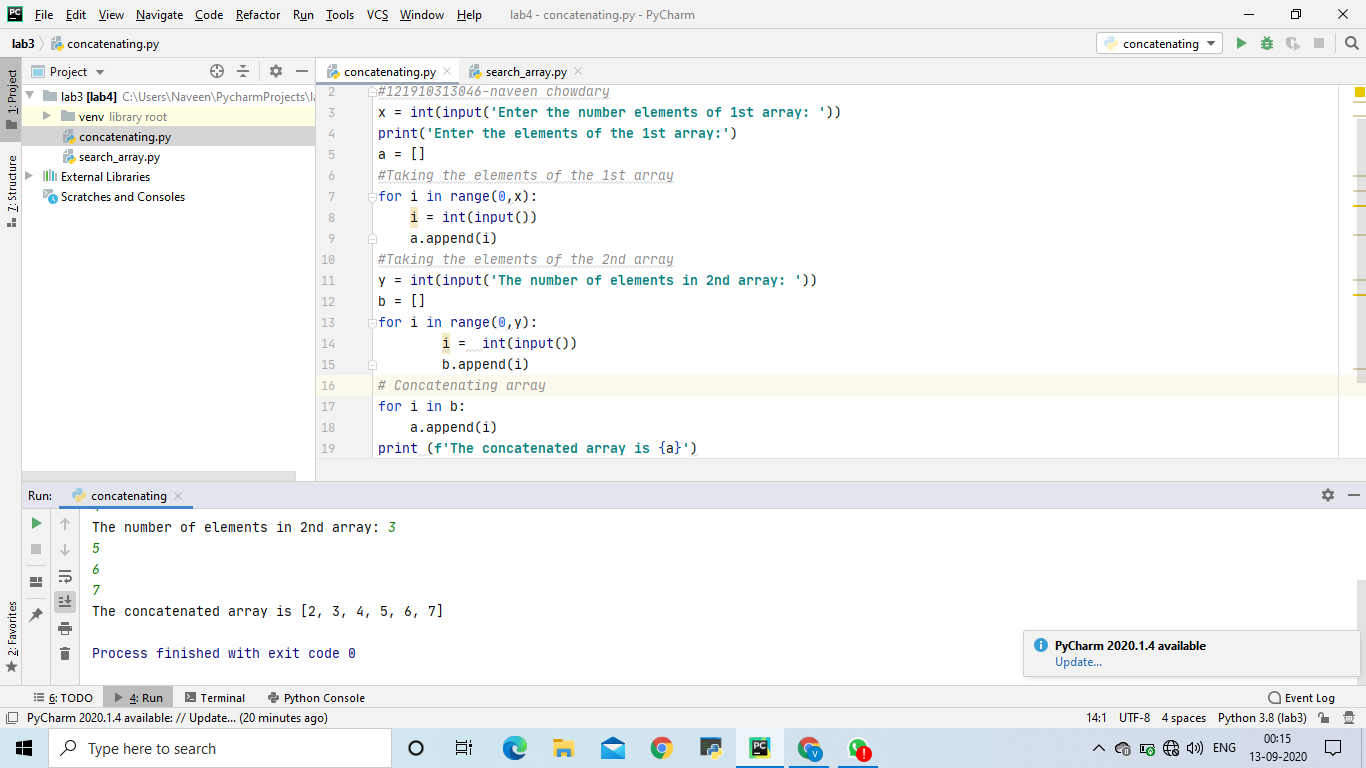 PC File Edit View Navigate Code Refactor Run Tools VCS Window Help lab4 - concatenating.py - PyCharm
lab3 concatenating.py concatenating
Project concatenating.py search_array.py
1: Project
7: Structure
2: Favorites
lab3 [lab4] C:\Users\Naveen\PycharmProjects\la
venv library root
concatenating.py
search_array.py
External Libraries
Scratches and Consoles
2 #121910313046-naveen chowdary
3 x = int(input('Enter the number elements of 1st array: '))
4 print('Enter the elements of the 1st array:')
5 a = []
6 #Taking the elements of the 1st array
7 for i in range(0,x):
8 i = int(input())
9 a.append(i)
10 #Taking the elements of the 2nd array
11 y = int(input('The number of elements in 2nd array: '))
12 b = []
13 for i in range(0,y):
14 i =  int(input())
15 b.append(i)
16 # Concatenating array
17 for i in b:
18 a.append(i)
19 print (f'The concatenated array is {a}')
Run: concatenating
The number of elements in 2nd array: 3
5
6
7
The concatenated array is [2, 3, 4, 5, 6, 7]
Process finished with exit code 0
PyCharm 2020.1.4 available
Update...
6: TODO 4: Run Terminal Python Console Event Log
PyCharm 2020.1.4 available: // Update... (20 minutes ago) 14:1 UTF-8 4 spaces Python 3.8 (lab3)
Type here to search PC V ENG 00:15
13-09-2020